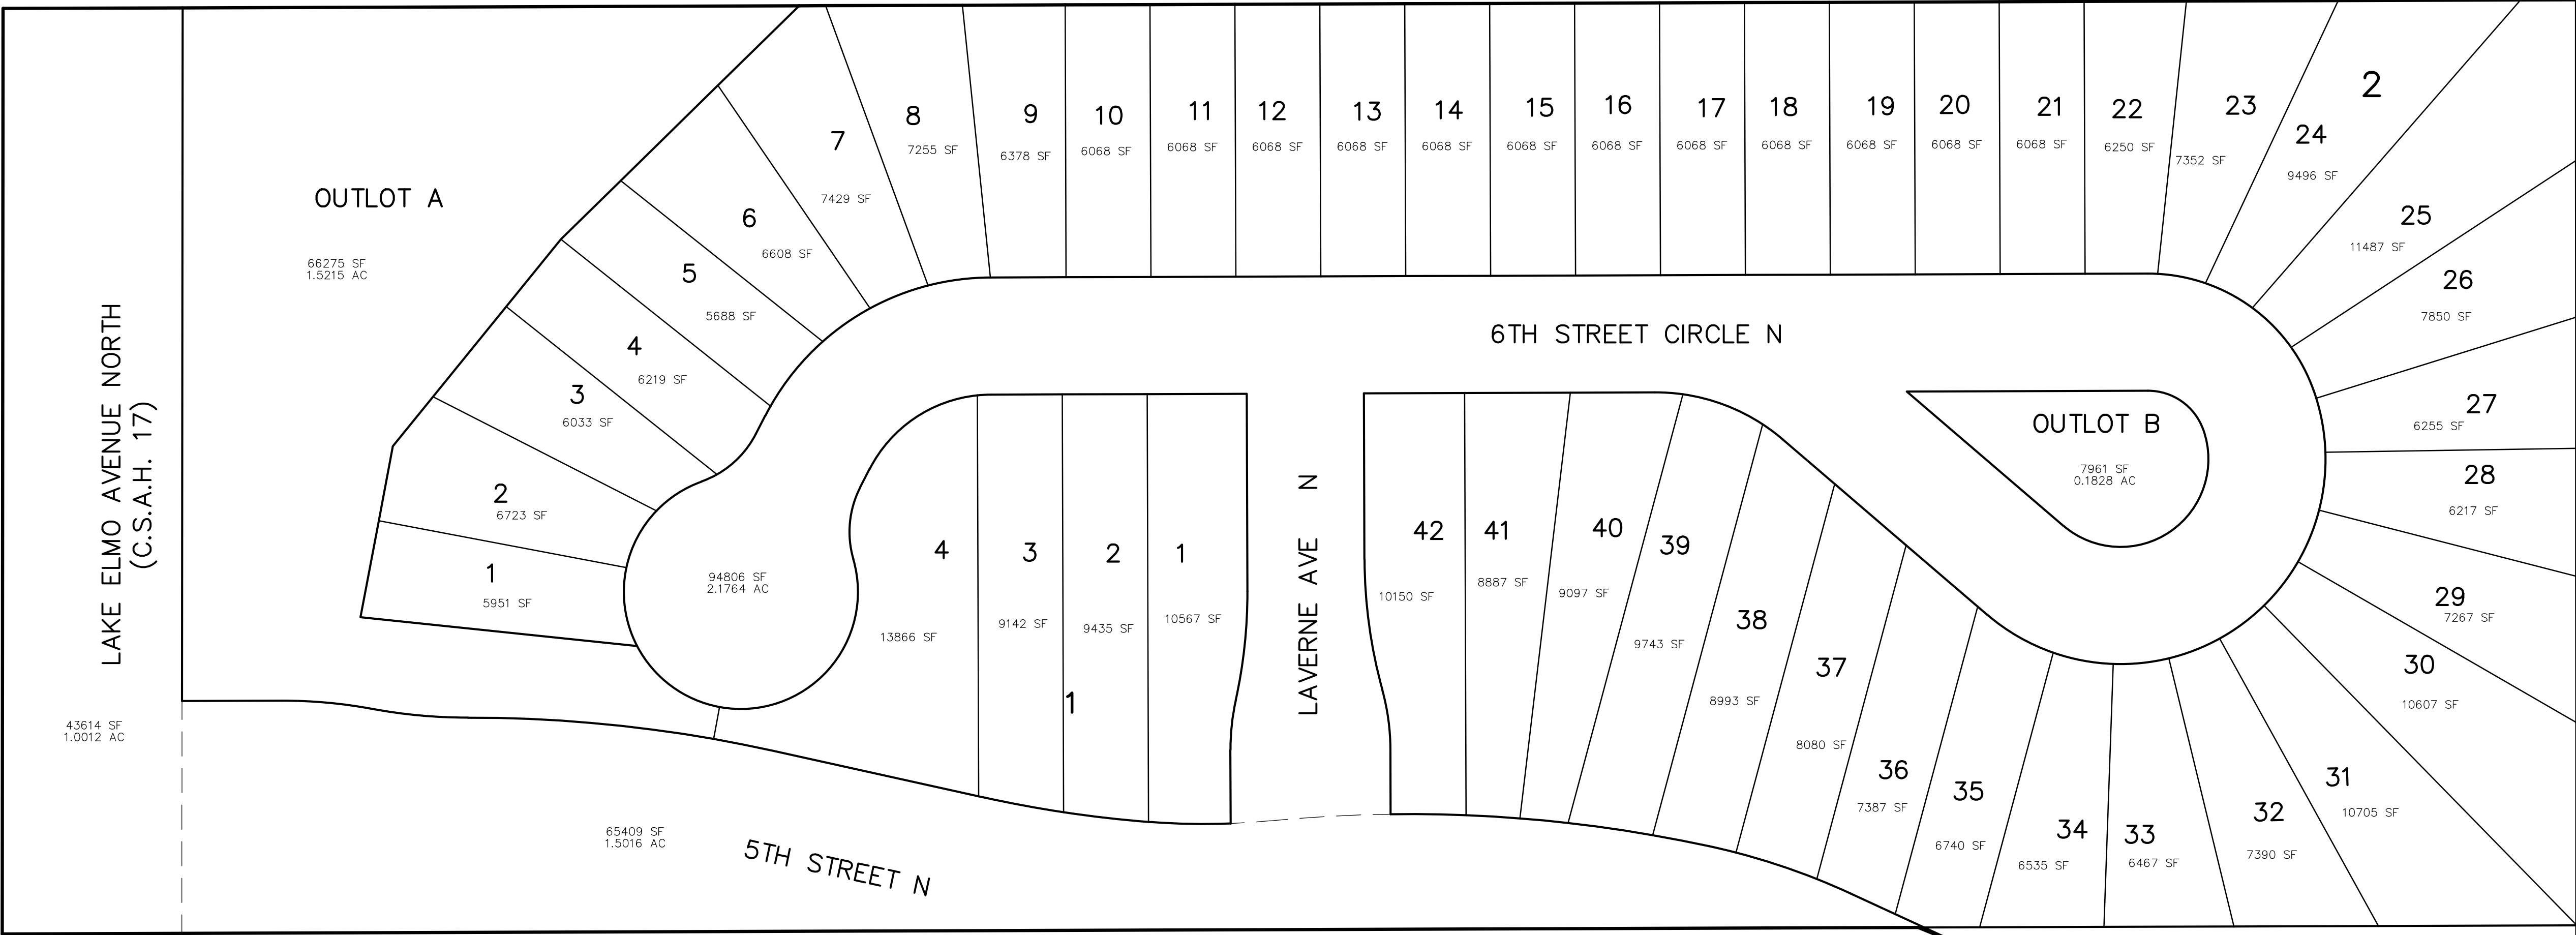 LAKE ELMO AVENUE NORTH
(C.S.A.H. 17)
43614 SF
1.0012 AC
OUTLOT A
66275 SF
1.5215 AC
1
5951 SF
2
6723 SF
3
6033 SF
4
6219 SF
5
5688 SF
6
6608 SF
7
7429 SF
8
7255 SF
9
6378 SF
10
6068 SF
11
6068 SF
12
6068 SF
13
6068 SF
14
6068 SF
15
6068 SF
16
6068 SF
17
6068 SF
18
6068 SF
19
6068 SF
20
6068 SF
21
6068 SF
22
6250 SF
23
7352 SF
2
24
9496 SF
25
11487 SF
26
7850 SF
27
6255 SF
28
6217 SF
29
7267 SF
30
10607 SF
31
10705 SF
32
7390 SF
33
6467 SF
34
6535 SF
35
6740 SF
36
7387 SF
37
8080 SF
38
8993 SF
39
9743 SF
40
9097 SF
41
8887 SF
42
10150 SF
6TH STREET CIRCLE N
OUTLOT B
7961 SF
0.1828 AC
LAVERNE AVE N
1
10567 SF
2
9435 SF
3
9142 SF
4
13866 SF
1
94806 SF
2.1764 AC
65409 SF
1.5016 AC
5TH STREET N